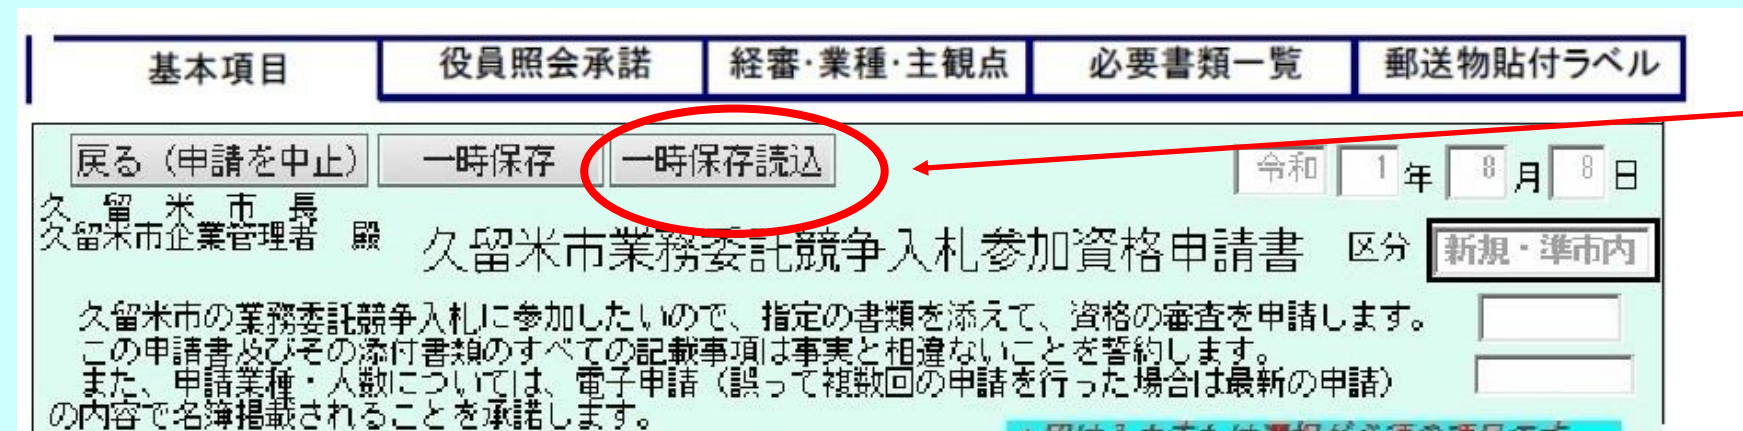 基本項目 役員照会承諾 経審・業種・主観点 必要書類一覧 郵送物貼付ラベル
戻る（申請を中止） 一時保存 一時保存読込 令和 1 年 8 月 8 日
久留米市長
久留米市企業管理者 殿
久留米市業務委託競争入札参加資格申請書 区分 新規・準市内
久留米市の業務委託競争入札に参加したいので、指定の書類を添えて、資格の審査を申請します。
この申請書及びその添付書類のすべての記載事項は事実と相違ないことを誓約します。
また、申請業種・人数については、電子申請（誤って複数回の申請を行った場合は最新の申請）
の内容で名簿掲載されることを承諾します。